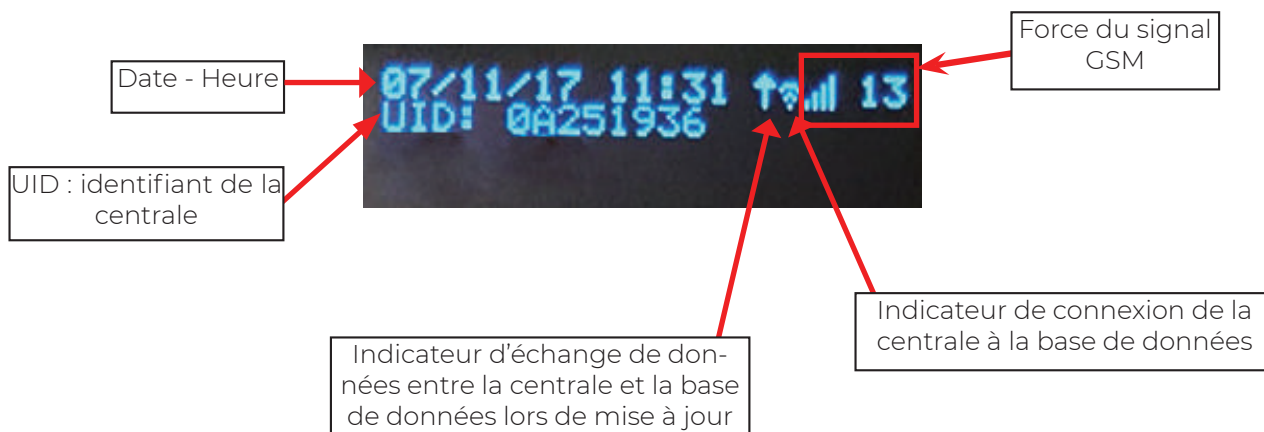 Force du signal
GSM
Date - Heure
07/11/17 11:31 13
UID: 0A251936
UID : identifiant de la
centrale
Indicateur de connexion de la
centrale à la base de données
Indicateur d'échange de don-
nées entre la centrale et la base
de données lors de mise à jour